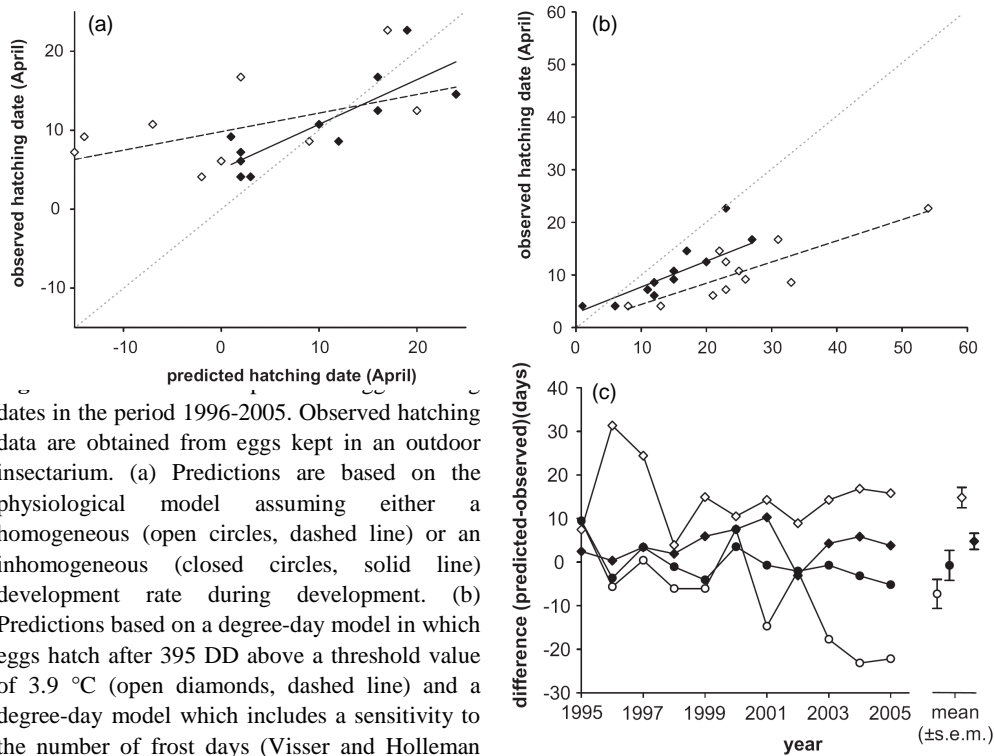 (a)
observed hatching date (April)
20
10
0
-10
-10
0
10
20
predicted hatching date (April)
(b)
observed hatching date (April)
60
50
40
30
20
10
0
0
10
20
30
40
50
60
dates in the period 1996-2005. Observed hatching
data are obtained from eggs kept in an outdoor
insectarium. (a) Predictions are based on the
physiological model assuming either a
homogeneous (open circles, dashed line) or an
inhomogeneous (closed circles, solid line)
development rate during development. (b)
Predictions based on a degree-day model in which
eggs hatch after 395 DD above a threshold value
of 3.9 °C (open diamonds, dashed line) and a
degree-day model which includes a sensitivity to
the number of frost days (Visser and Holleman
(c)
difference (predicted-observed)(days)
40
30
20
10
0
-10
-20
-30
1995
1997
1999
2001
2003
2005
mean
(±s.e.m.)
year